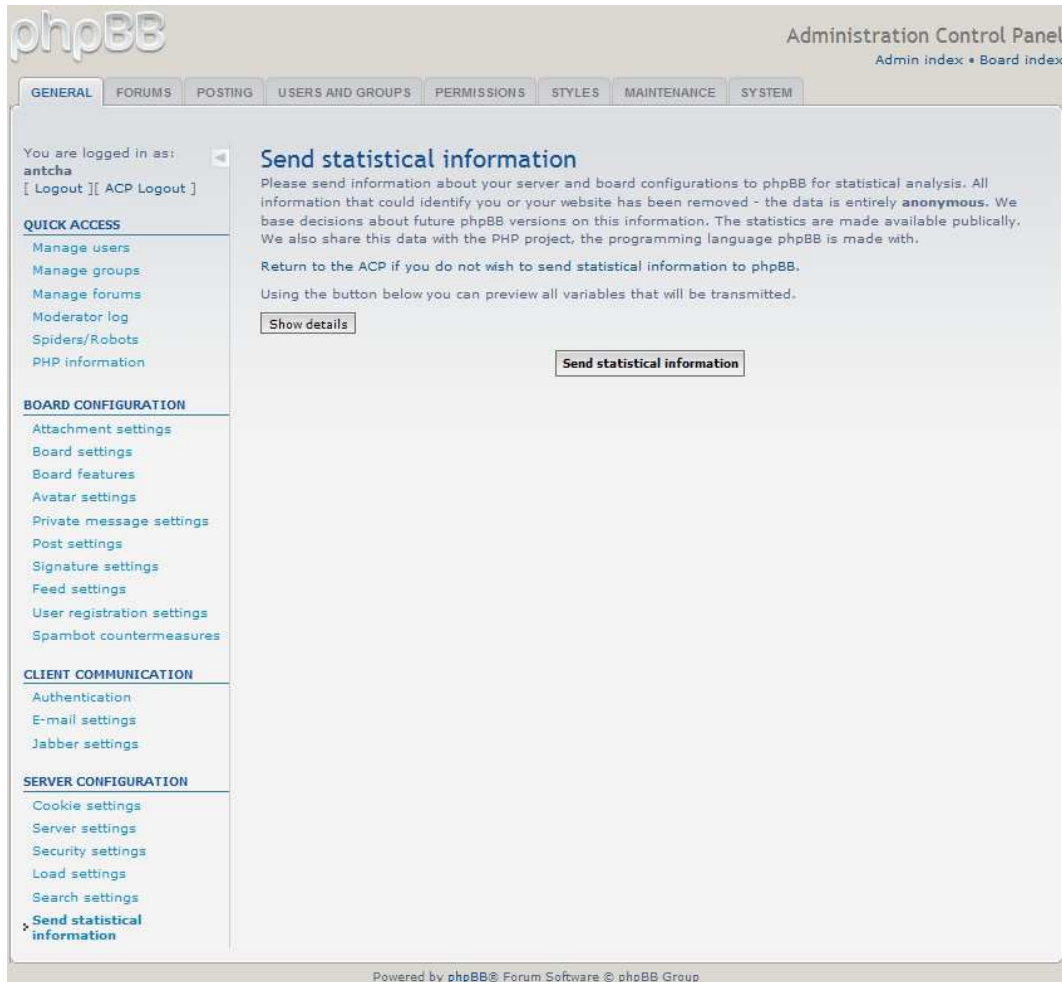 phpBB
Administration Control Panel
Admin index • Board index
GENERAL FORUMS POSTING USERS AND GROUPS PERMISSIONS STYLES MAINTENANCE SYSTEM
You are logged in as:
antcha
[ Logout ][ ACP Logout ]
QUICK ACCESS
Manage users
Manage groups
Manage forums
Moderator log
Spiders/Robots
PHP information
BOARD CONFIGURATION
Attachment settings
Board settings
Board features
Avatar settings
Private message settings
Post settings
Signature settings
Feed settings
User registration settings
Spambot countermeasures
CLIENT COMMUNICATION
Authentication
E-mail settings
Jabber settings
SERVER CONFIGURATION
Cookie settings
Server settings
Security settings
Load settings
Search settings
Send statistical
information
Send statistical information
Please send information about your server and board configurations to phpBB for statistical analysis. All
information that could identify you or your website has been removed - the data is entirely anonymous. We
base decisions about future phpBB versions on this information. The statistics are made available publically.
We also share this data with the PHP project, the programming language phpBB is made with.
Return to the ACP if you do not wish to send statistical information to phpBB.
Using the button below you can preview all variables that will be transmitted.
Show details
Send statistical information
Powered by phpBB® Forum Software © phpBB Group